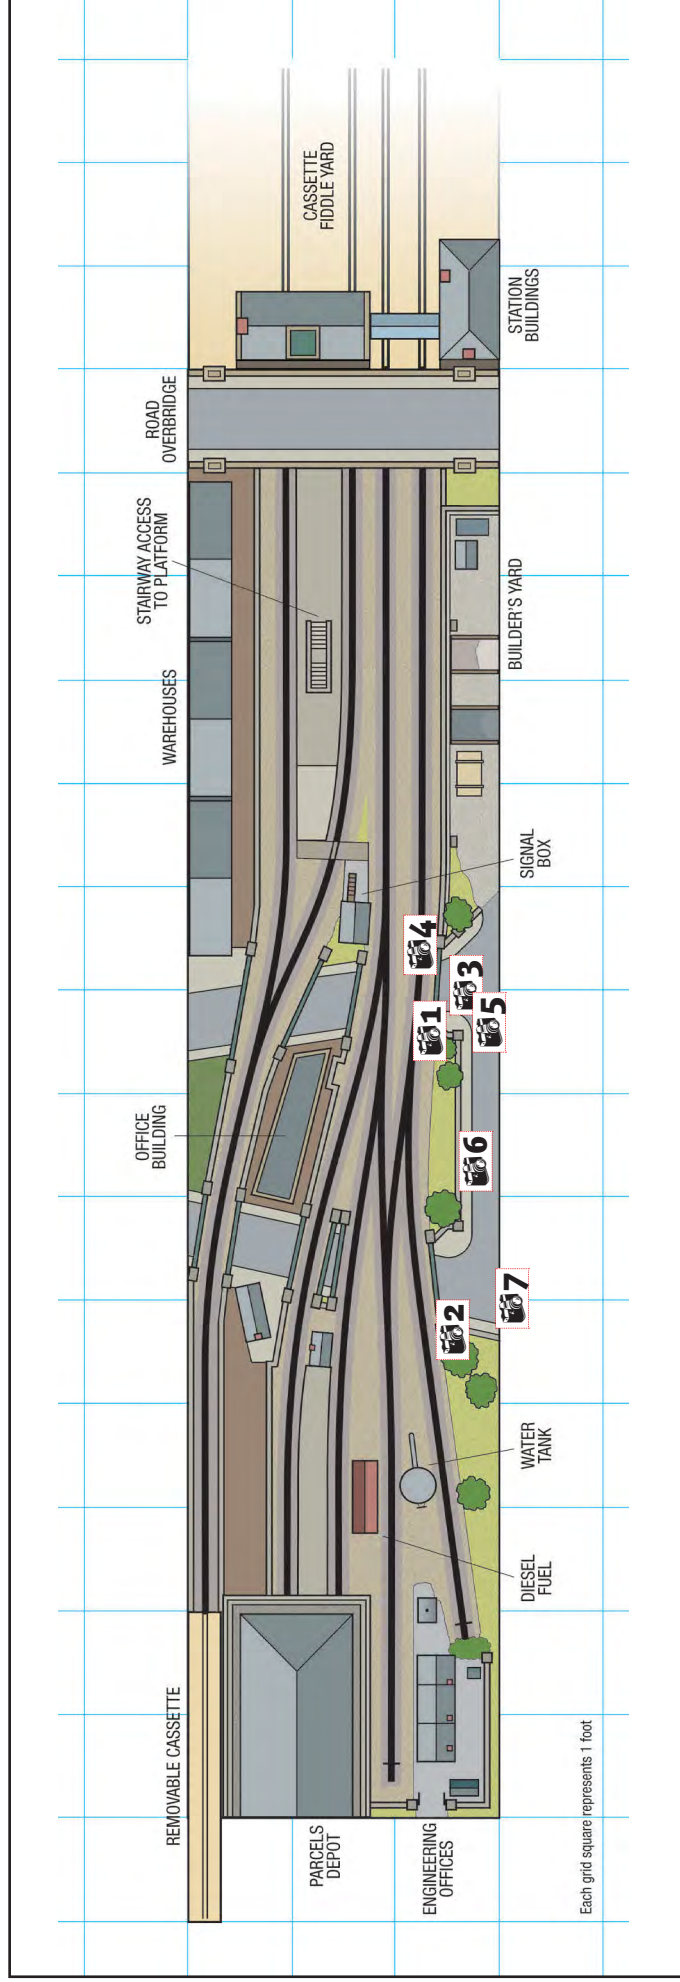 CASSETTE
FIDDLE YARD
STATION
BUILDINGS
ROAD
OVERBRIDGE
STAIRWAY ACCESS
TO PLATFORM
BUILDER'S YARD
WAREHOUSES
SIGNAL
BOX
4
3
1
5
OFFICE
BUILDING
6
7
2
WATER
TANK
DIESEL
FUEL
REMOVABLE CASSETTE
PARCELS
DEPOT
ENGINEERING
OFFICES
Each grid square represents 1 foot